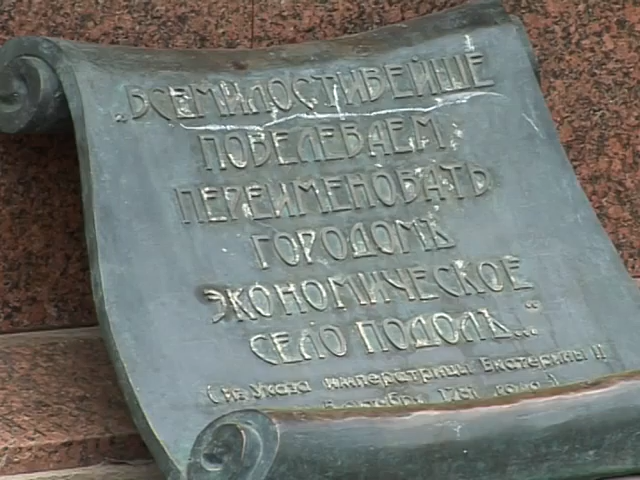 „ВСЕМИЛОСТИВЕЙШЕ
ПОВЕЛЕВАЕМ
ПЕРЕИМЕНОВАТЬ
ГОРОДОМЪ
ЭКОНОМИЧЕСКОЕ
СЕЛО ПОДОЛЪ..."
(Из Указа императрицы Екатерины II
октября 1781 года)